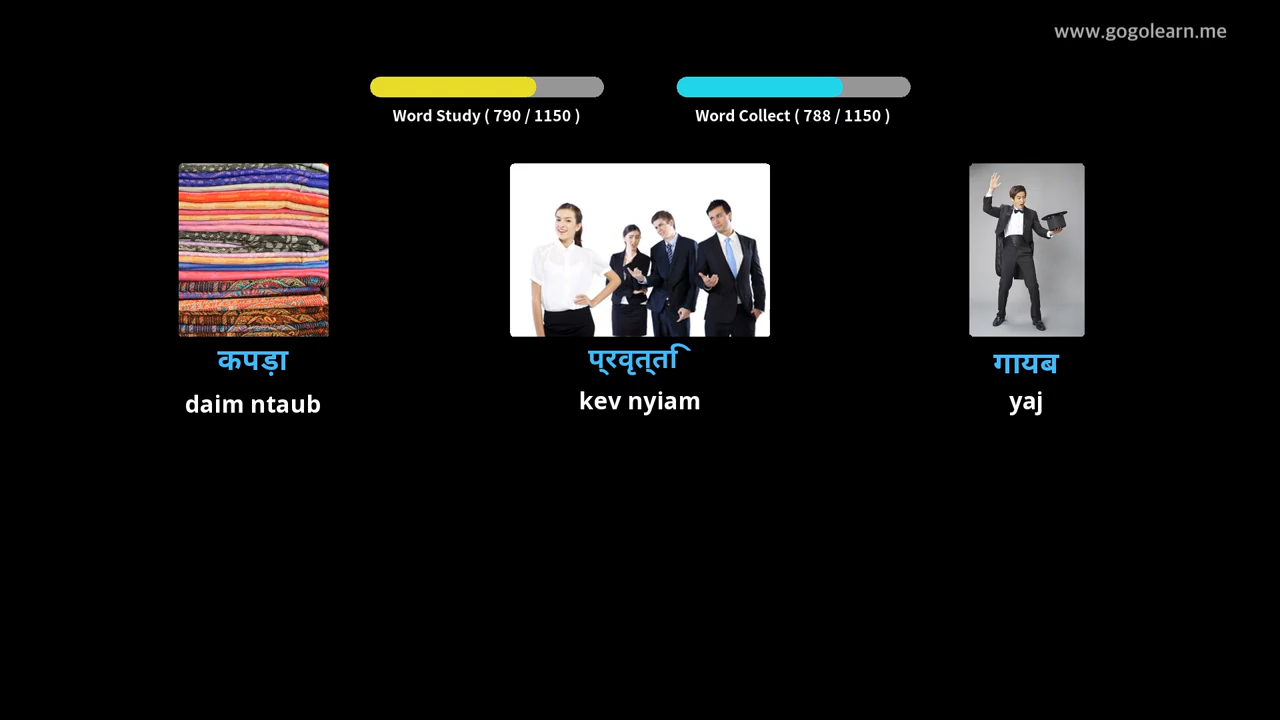 www.gogolearn.me
Word Study ( 790 / 1150 )
Word Collect ( 788 / 1150 )
कपड़ा
प्रवृत्ति
गायब
daim ntaub
kev nyiam
yaj